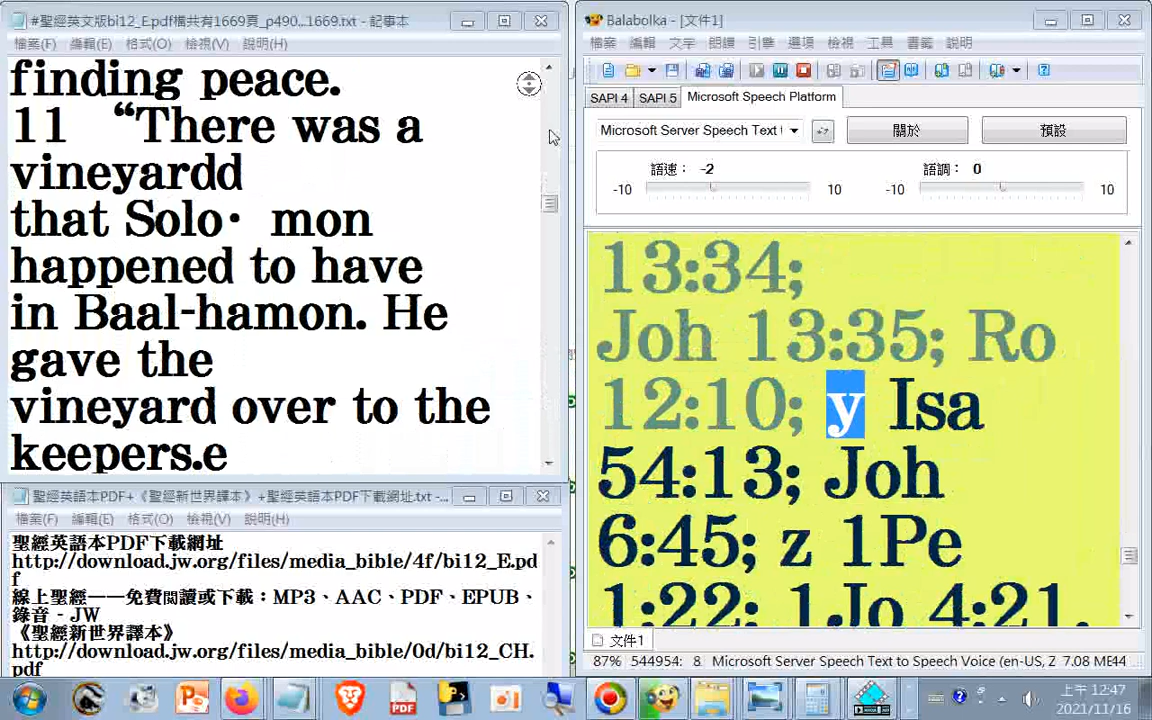 #聖經英文版bi12_E.pdf檔共有1669頁_p490...1669.txt - 記事本
檔案(F) 編輯(E) 格式(O) 檢視(V) 說明(H)
finding peace.
11 “There was a
vineyardd
that Solo· mon
happened to have
in Baal-hamon. He
gave the
vineyard over to the
keepers.e
聖經英語本PDF+《聖經新世界譯本》+聖經英語本PDF下載網址.txt -...
檔案(F) 編輯(E) 格式(O) 檢視(V) 說明(H)
聖經英語本PDF下載網址
http://download.jw.org/files/media_bible/4f/bi12_E.pd
f
線上聖經——免費閱讀或下載：MP3、AAC、PDF、EPUB、
錄音 - JW
《聖經新世界譯本》
http://download.jw.org/files/media_bible/0d/bi12_CH.
pdf
Balabolka - [文件1]
檔案 編輯 文字 朗讀 引擎 選項 檢視 工具 書籤 說明
SAPI 4 SAPI 5 Microsoft Speech Platform
Microsoft Server Speech Text 關於 預設
語速： -2 語調： 0
-10 10 -10 10
13:34;
Joh 13:35; Ro
12:10; y Isa
54:13; Joh
6:45; z 1Pe
1:22; 1Jo 4:21.
文件1
87% 544954: 8 Microsoft Server Speech Text to Speech Voice (en-US, Z 7.08 ME44
上午 12:47
2021/11/16